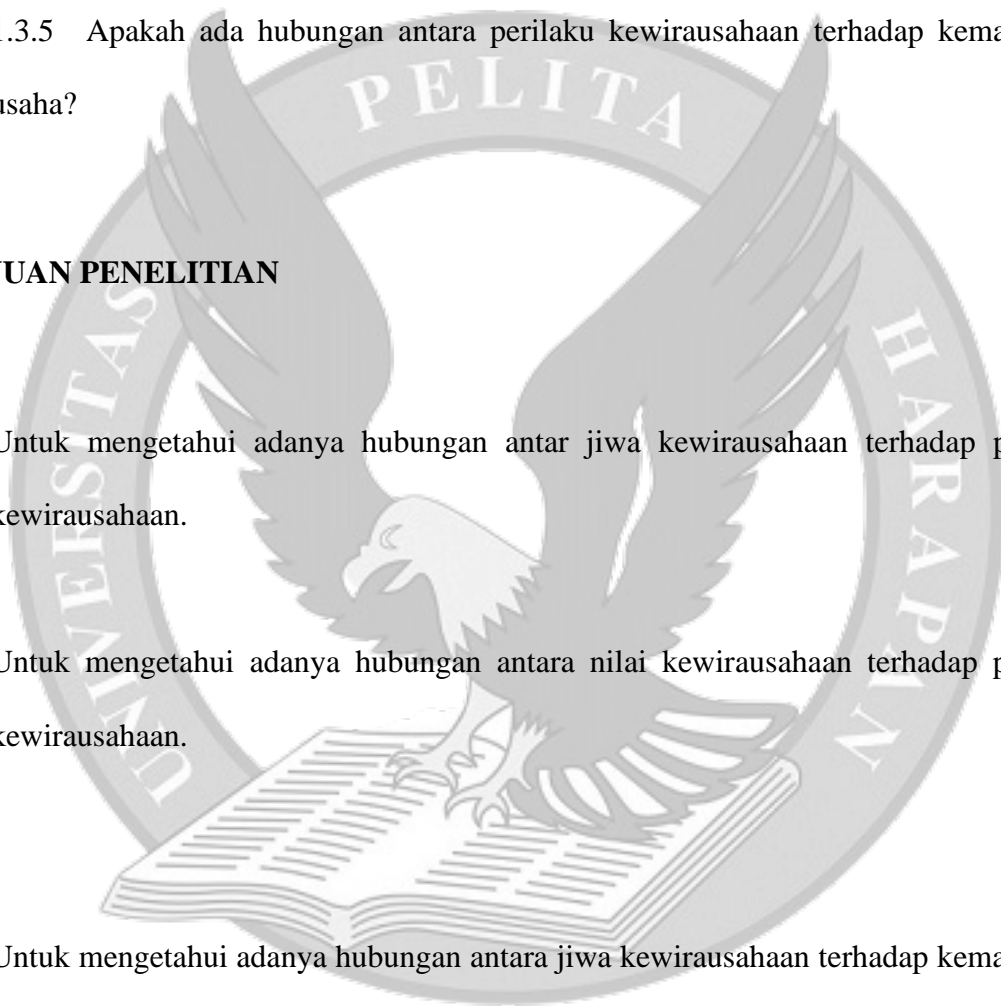 1.3.5 Apakah ada hubungan antara perilaku kewirausahaan terhadap kema
usaha?
PELITA
UNIVERSITAS
HARAPAN
UAN PENELITIAN
Untuk mengetahui adanya hubungan antar jiwa kewirausahaan terhadap p
kewirausahaan.
Untuk mengetahui adanya hubungan antara nilai kewirausahaan terhadap p
kewirausahaan.
Untuk mengetahui adanya hubungan antara jiwa kewirausahaan terhadap kema